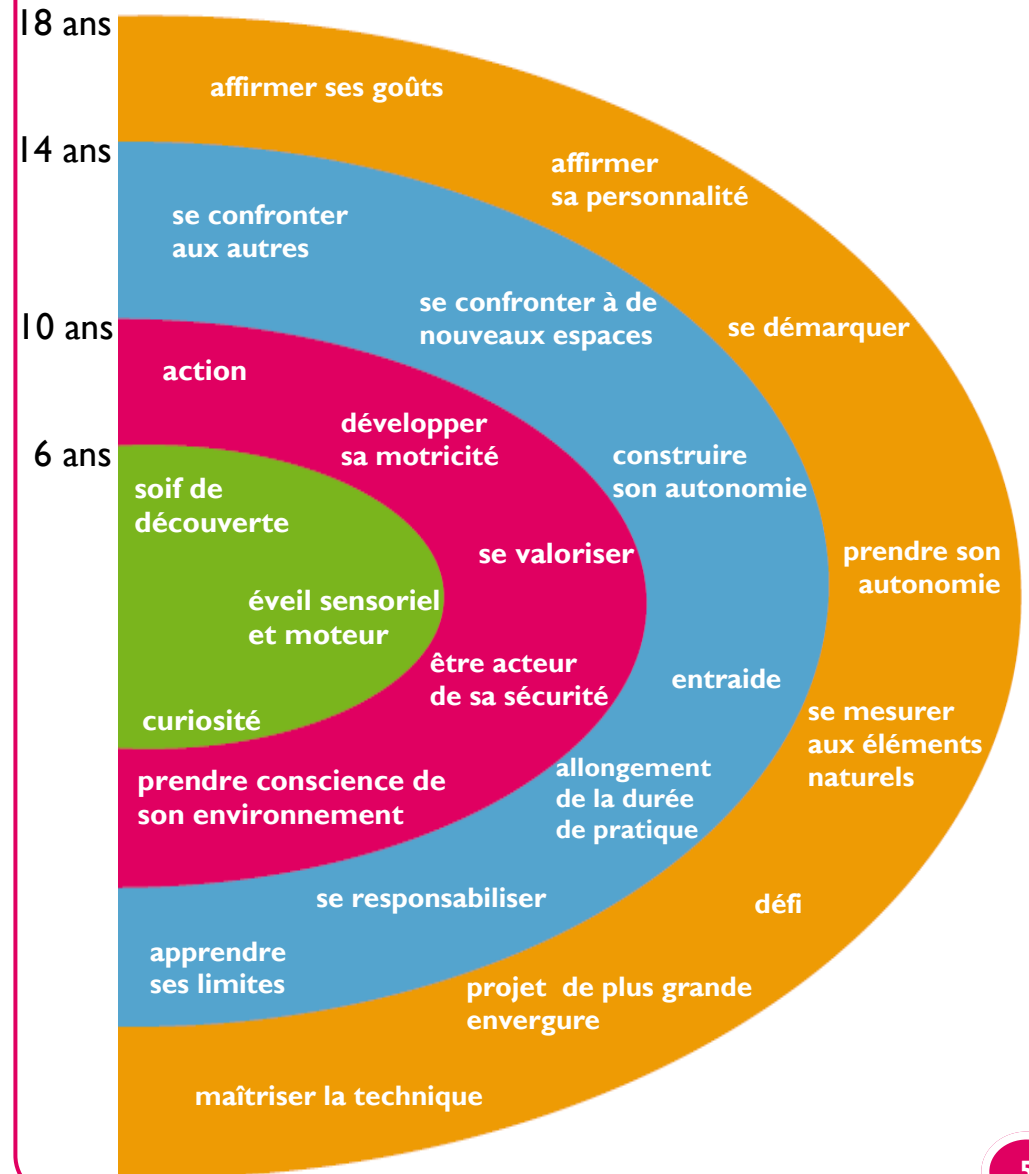 18 ans
affirmer ses goûts
14 ans
affirmer
sa personnalité
se confronter
aux autres
se confronter à de
nouveaux espaces
se démarquer
10 ans
action
développer
sa motricité
6 ans
construire
son autonomie
soif de
découverte
se valoriser
prendre son
autonomie
éveil sensoriel
et moteur
être acteur
de sa sécurité
entraide
curiosité
se mesurer
aux éléments
naturels
prendre conscience de
son environnement
allongement
de la durée
de pratique
se responsabiliser
défi
apprendre
ses limites
projet de plus grande
envergure
maîtriser la technique